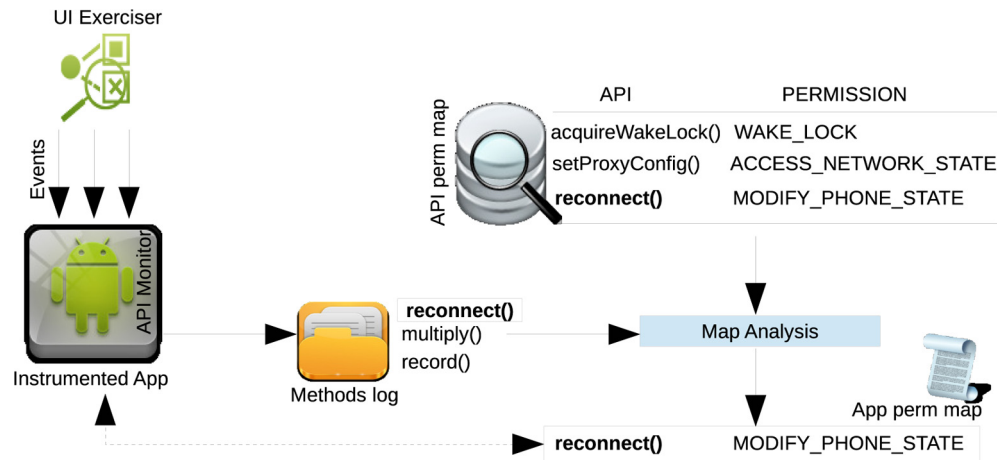 UI Exerciser
Events
API Monitor
Instrumented App
API perm map
API PERMISSION
acquireWakeLock() WAKE_LOCK
setProxyConfig() ACCESS_NETWORK_STATE
reconnect() MODIFY_PHONE_STATE
reconnect()
multiply()
record()
Methods log
Map Analysis
App perm map
reconnect() MODIFY_PHONE_STATE